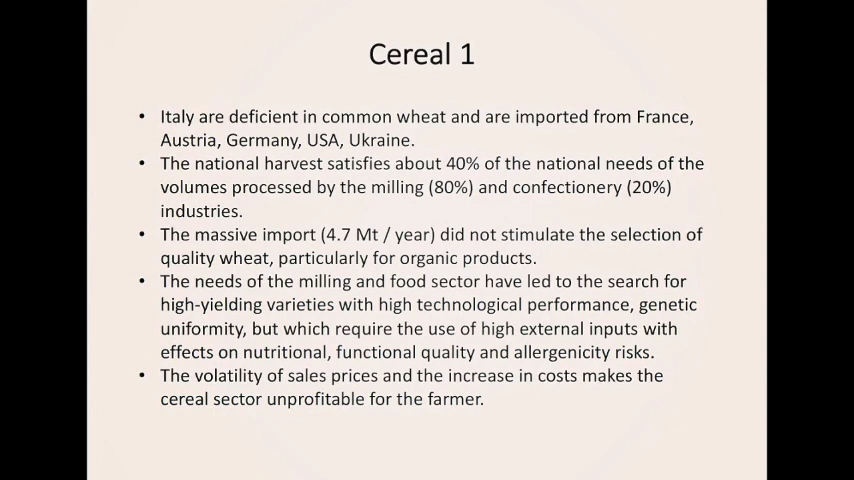 Cereal 1
• Italy are deficient in common wheat and are imported from France,
Austria, Germany, USA, Ukraine.
• The national harvest satisfies about 40% of the national needs of the
volumes processed by the milling (80%) and confectionery (20%)
industries.
• The massive import (4.7 Mt / year) did not stimulate the selection of
quality wheat, particularly for organic products.
• The needs of the milling and food sector have led to the search for
high-yielding varieties with high technological performance, genetic
uniformity, but which require the use of high external inputs with
effects on nutritional, functional quality and allergenicity risks.
• The volatility of sales prices and the increase in costs makes the
cereal sector unprofitable for the farmer.